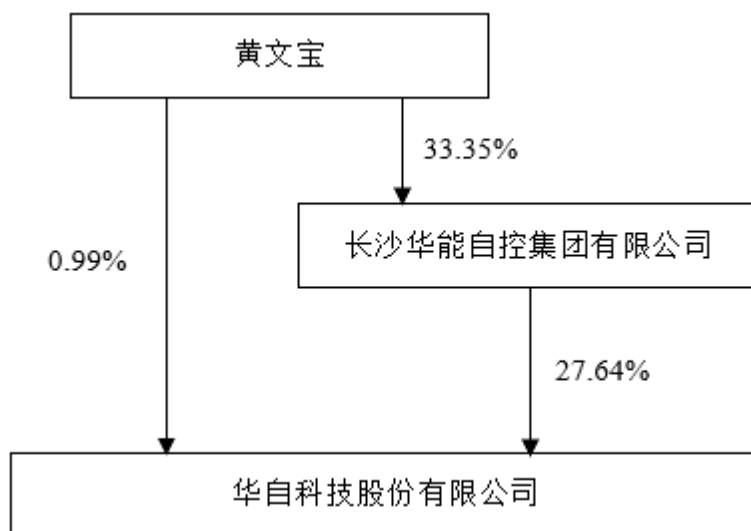 黄文宝
33.35%
长沙华能自控集团有限公司
0.99%
27.64%
华自科技股份有限公司